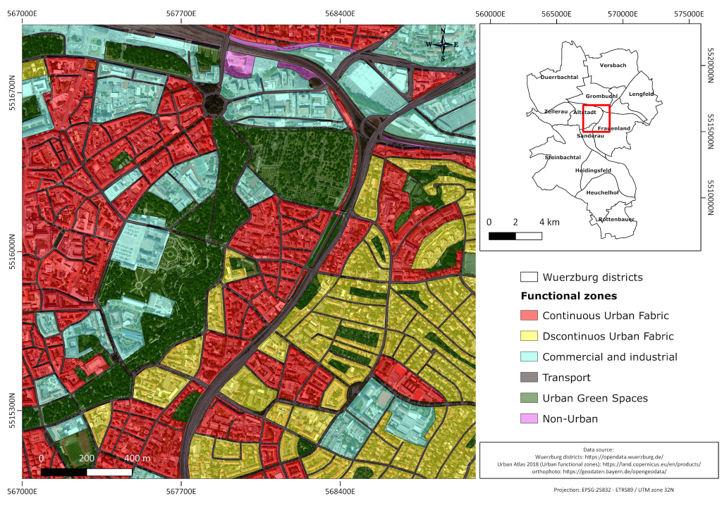 567000E
567700E
568400E
N
W
E
S
5516700N
5516000N
5515300N
0
200
400 m
567000E
567700E
568400E
560000E
565000E
570000E
575000E
5520000N
5515000N
5510000N
Versbach
Duerrbachtal
Lengfeld
Grombuehl
Zellerau
Altstadt
Frauenland
Sanderau
Steinbachtal
Heidingsfeld
Heuchelhof
Rottenbauer
0
2
4 km
Wuerzburg districts
Functional zones
Continuous Urban Fabric
Dscontinuos Urban Fabric
Commercial and industrial
Transport
Urban Green Spaces
Non-Urban
Data source:
Wuerzburg districts: https://opendata.wuerzburg.de/
Urban Atlas 2018 (Urban functional zones): https://land.copernicus.eu/en/products/
orthophoto: https://geodaten.bayern.de/opengeodata/
Projection: EPSG:25832 - ETRS89 / UTM zone 32N